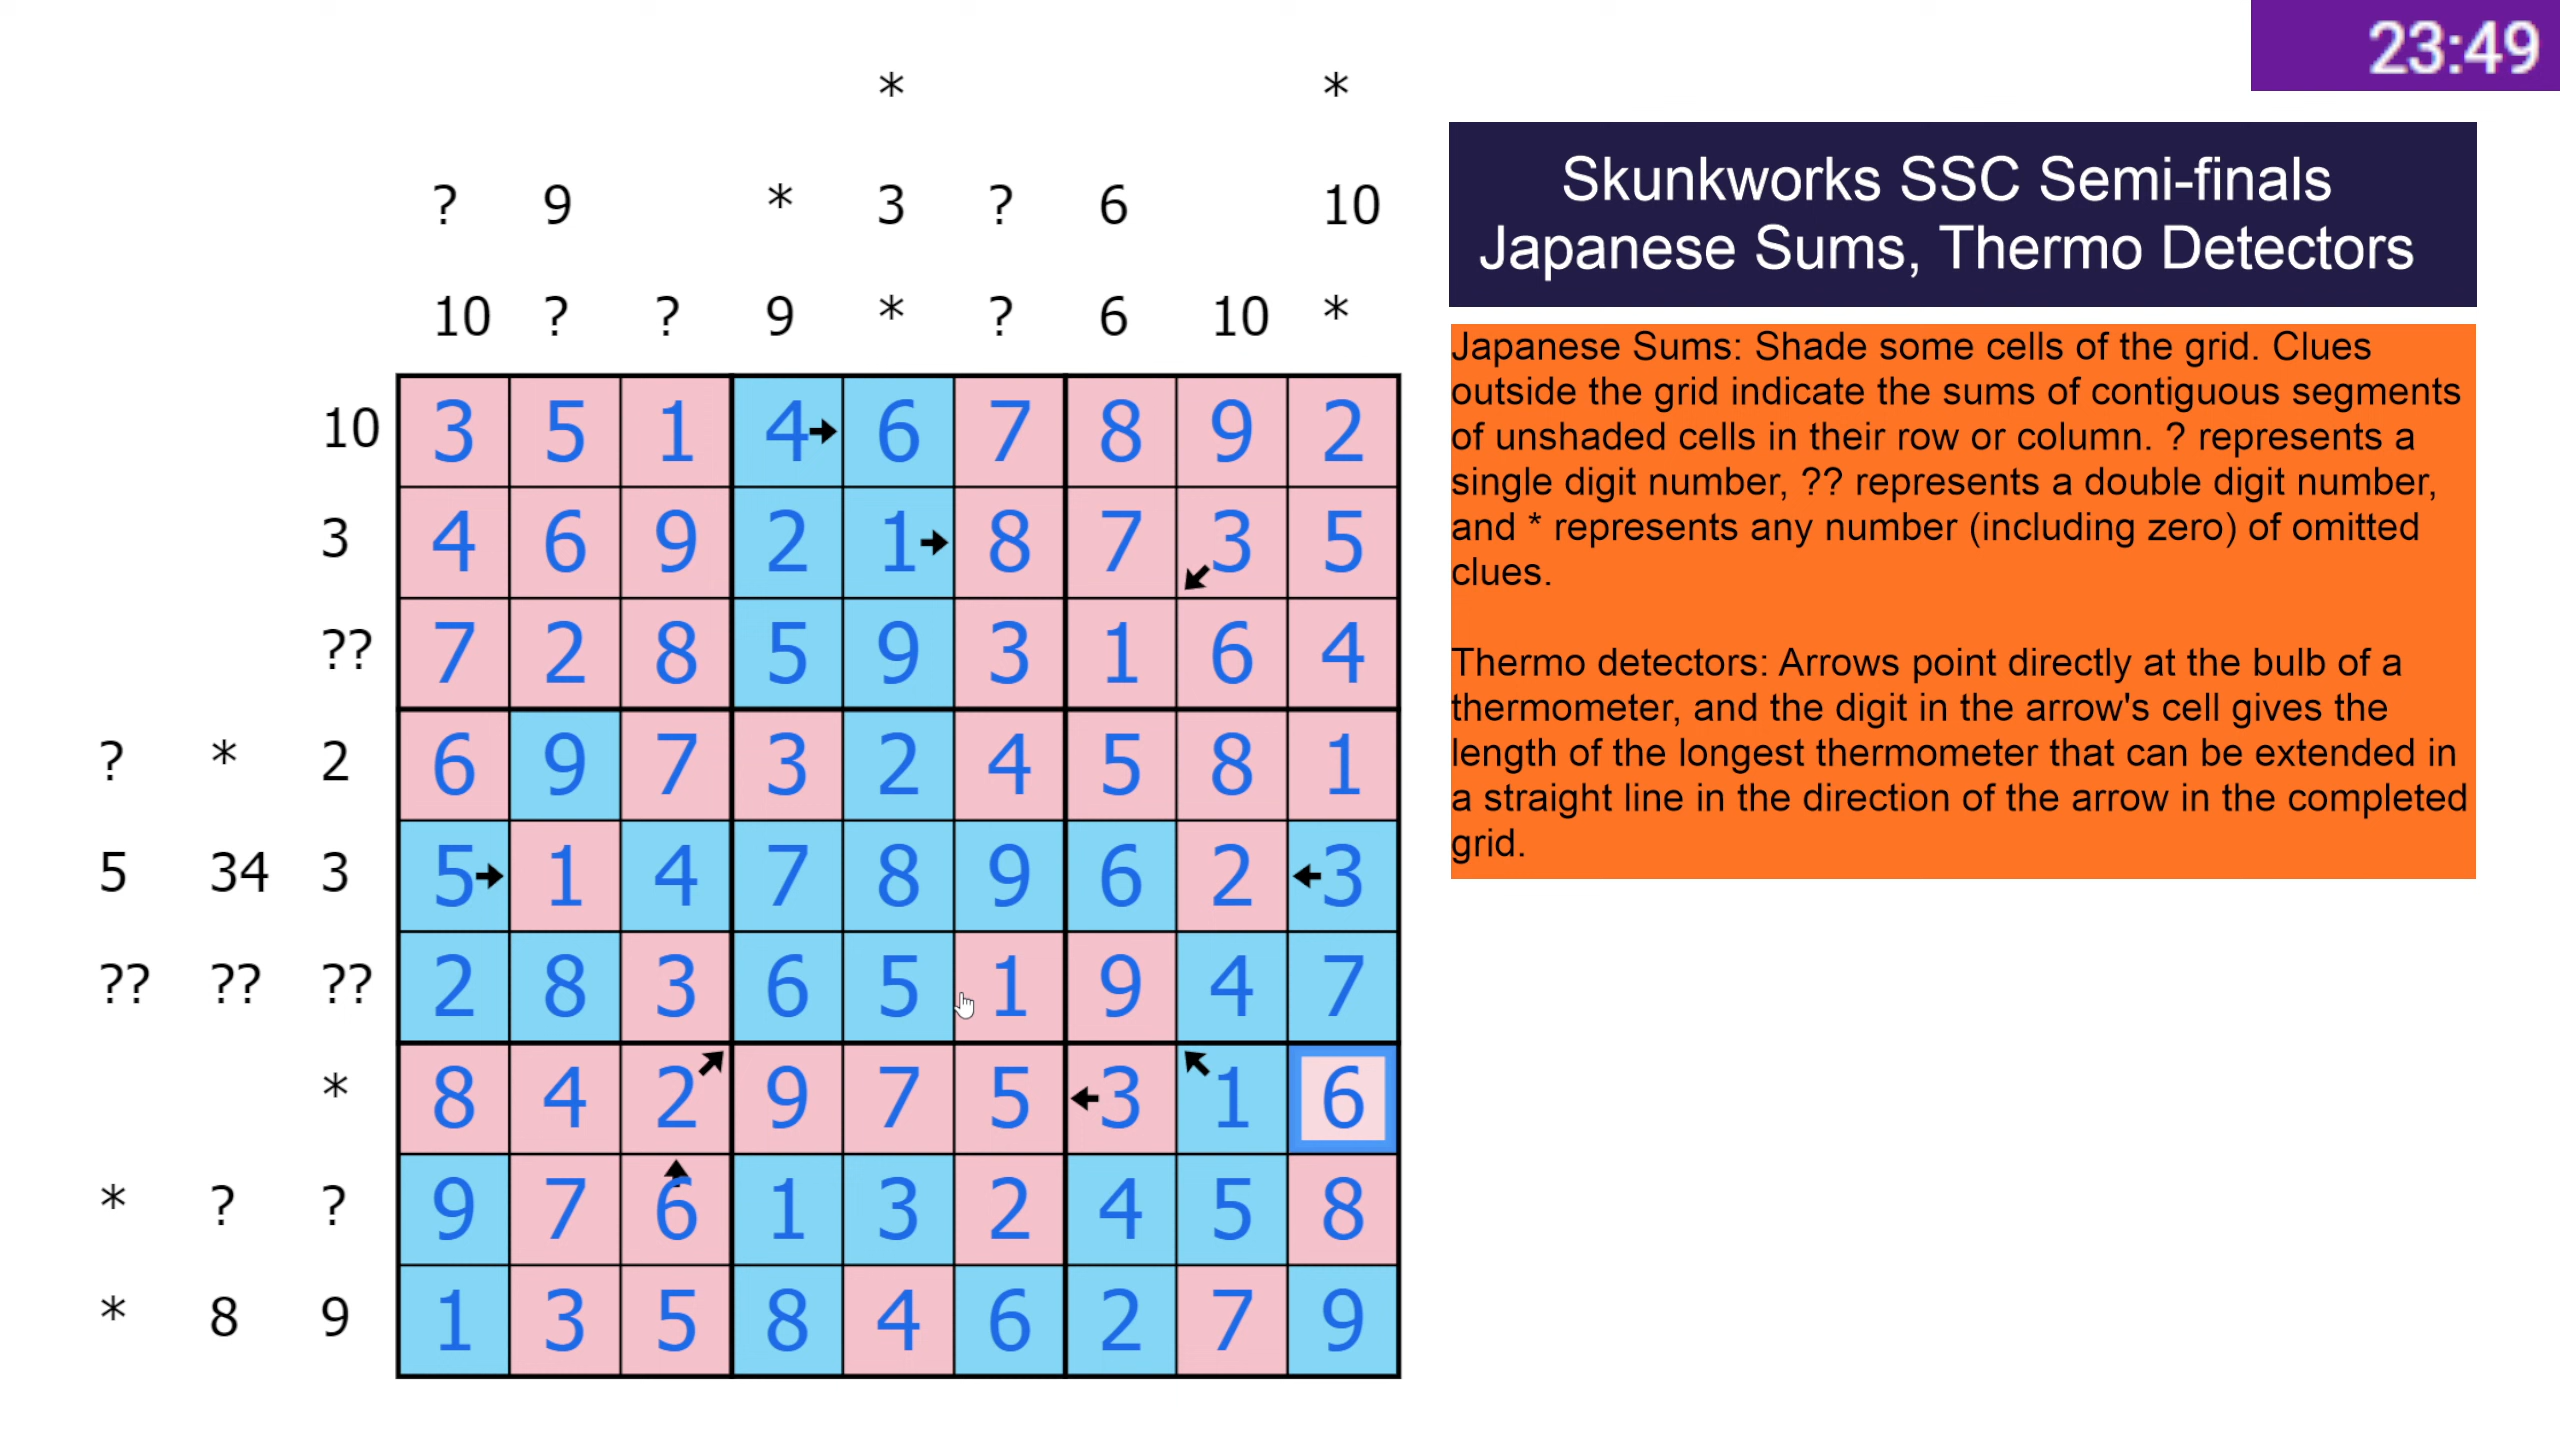 23:49
* *
? 9 * 3 ? 6 10
10 ? ? 9 * ? 6 10 *
10 3 5 1 4 6 7 8 9 2
3 4 6 9 2 1 8 7 3 5
?? 7 2 8 5 9 3 1 6 4
? * 2 6 9 7 3 2 4 5 8 1
5 34 3 5 1 4 7 8 9 6 2 3
?? ?? ?? 2 8 3 6 5 1 9 4 7
* 8 4 2 9 7 5 3 1 6
* ? ? 9 7 6 1 3 2 4 5 8
* 8 9 1 3 5 8 4 6 2 7 9
Skunkworks SSC Semi-finals
Japanese Sums, Thermo Detectors
Japanese Sums: Shade some cells of the grid. Clues
outside the grid indicate the sums of contiguous segments
of unshaded cells in their row or column. ? represents a
single digit number, ?? represents a double digit number,
and * represents any number (including zero) of omitted
clues.
Thermo detectors: Arrows point directly at the bulb of a
thermometer, and the digit in the arrow's cell gives the
length of the longest thermometer that can be extended in
a straight line in the direction of the arrow in the completed
grid.